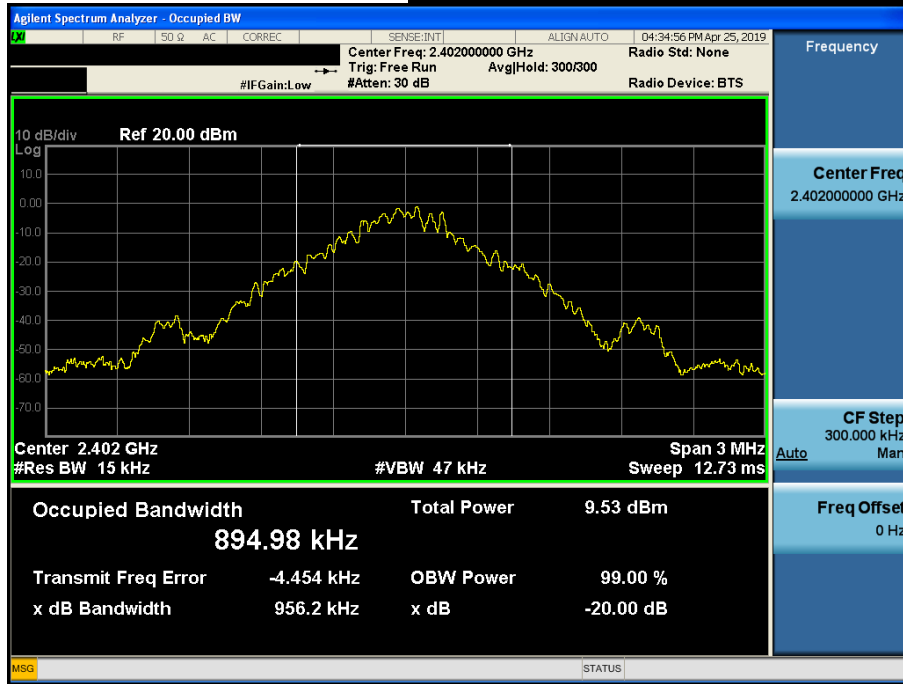 Agilent Spectrum Analyzer - Occupied BW
LXI RF 50 Ω AC CORREC SENSE:INT ALIGN AUTO 04:34:56 PM Apr 25, 2019
Center Freq: 2.402000000 GHz Radio Std: None
Trig: Free Run Avg|Hold: 300/300
#IFGain:Low #Atten: 30 dB Radio Device: BTS
Frequency
10 dB/div Ref 20.00 dBm
Log
10.0
0.00
-10.0
-20.0
-30.0
-40.0
-50.0
-60.0
-70.0
Center 2.402 GHz Span 3 MHz
#Res BW 15 kHz #VBW 47 kHz Sweep 12.73 ms
Center Freq
2.402000000 GHz
CF Step
300.000 kHz
Auto Man
Freq Offset
0 Hz
Occupied Bandwidth Total Power 9.53 dBm
894.98 kHz
Transmit Freq Error -4.454 kHz OBW Power 99.00 %
x dB Bandwidth 956.2 kHz x dB -20.00 dB
MSG STATUS